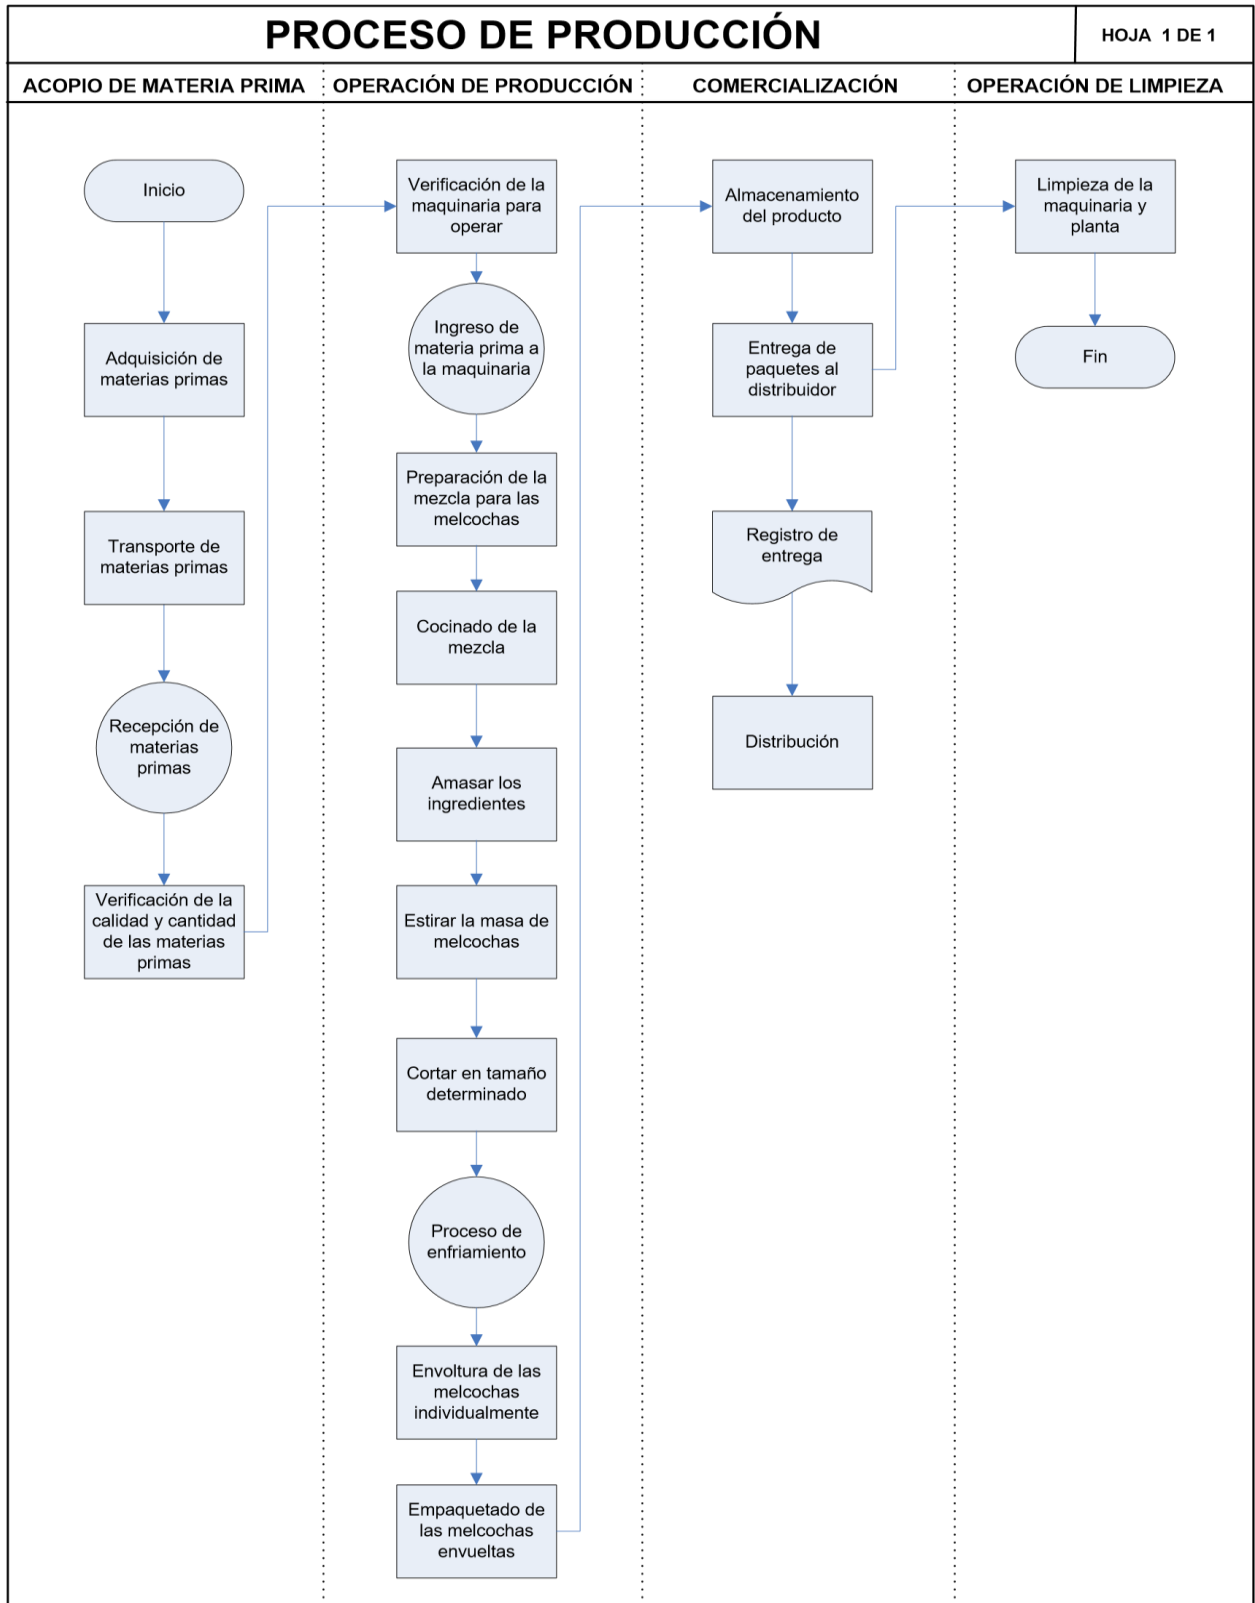 PROCESO DE PRODUCCIÓN
HOJA 1 DE 1
ACOPIO DE MATERIA PRIMA
OPERACIÓN DE PRODUCCIÓN
COMERCIALIZACIÓN
OPERACIÓN DE LIMPIEZA
Inicio
Adquisición de
materias primas
Transporte de
materias primas
Recepción de
materias
primas
Verificación de la
calidad y cantidad
de las materias
primas
Verificación de la
maquinaria para
operar
Ingreso de
materia prima a
la maquinaria
Preparación de la
mezcla para las
melcochas
Cocinado de la
mezcla
Amasar los
ingredientes
Estirar la masa de
melcochas
Cortar en tamaño
determinado
Proceso de
enfriamiento
Envoltura de las
melcochas
individualmente
Empaquetado de
las melcochas
envueltas
Almacenamiento
del producto
Entrega de
paquetes al
distribuidor
Registro de
entrega
Distribución
Limpieza de la
maquinaria y
planta
Fin